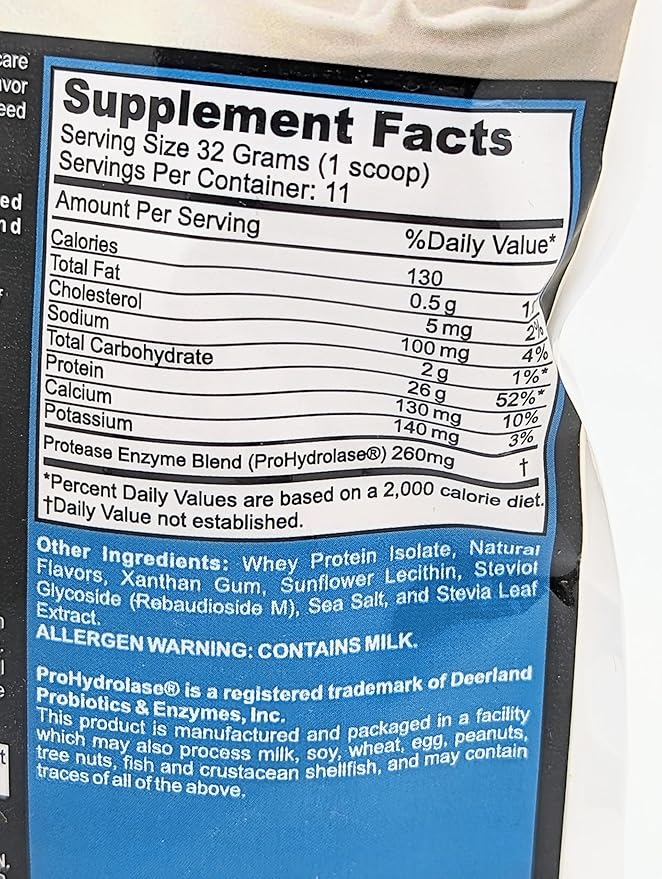 care
avor
eed
ed
nd
Supplement Facts
Serving Size 32 Grams (1 scoop)
Servings Per Container: 11
Amount Per Serving %Daily Value*
Calories 130
Total Fat 0.5 g
Cholesterol 5 mg 2%
Sodium 100 mg 4%
Total Carbohydrate 2 g 1%*
Protein 26 g 52%*
Calcium 130 mg 10%
Potassium 140 mg 3%
Protease Enzyme Blend (ProHydrolase®) 260mg †
*Percent Daily Values are based on a 2,000 calorie diet.
†Daily Value not established.
Other Ingredients: Whey Protein Isolate, Natural
Flavors, Xanthan Gum, Sunflower Lecithin, Steviol
Glycoside (Rebaudioside M), Sea Salt, and Stevia Leaf
Extract.
ALLERGEN WARNING: CONTAINS MILK.
ProHydrolase® is a registered trademark of Deerland
Probiotics & Enzymes, Inc.
This product is manufactured and packaged in a facility
which may also process milk, soy, wheat, egg, peanuts,
tree nuts, fish and crustacean shellfish, and may contain
traces of all of the above.